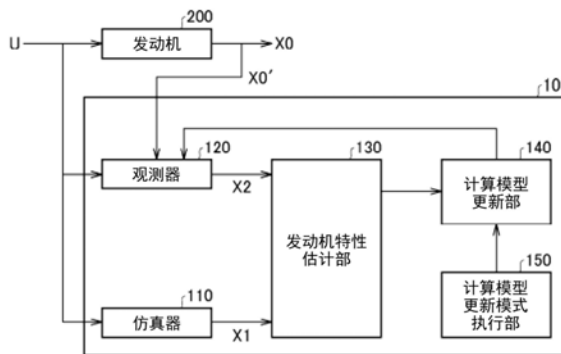 200
U
发动机
X0
X0′
10
120
130
140
观测器
X2
计算模型
更新部
发动机特性
估计部
150
110
计算模型
更新模式
执行部
仿真器
X1